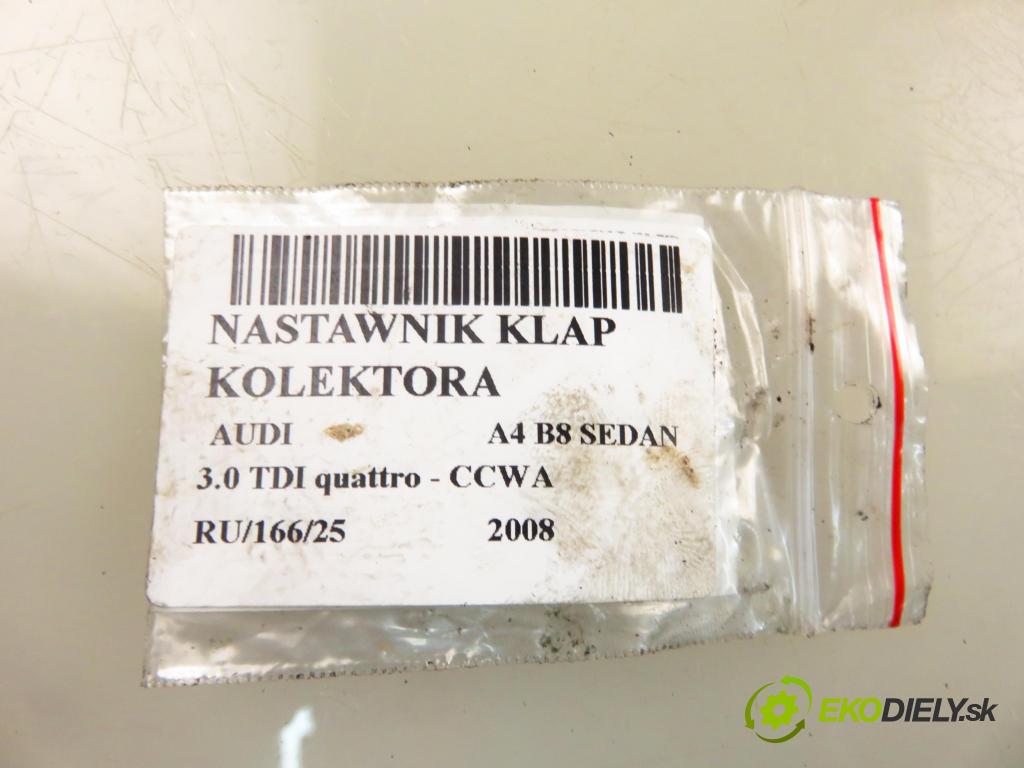 NASTAWNIK KLAP
KOLEKTORA
AUDI A4 B8 SEDAN
3.0 TDI quattro - CCWA
RU/166/25 2008
EKODIELY.sk